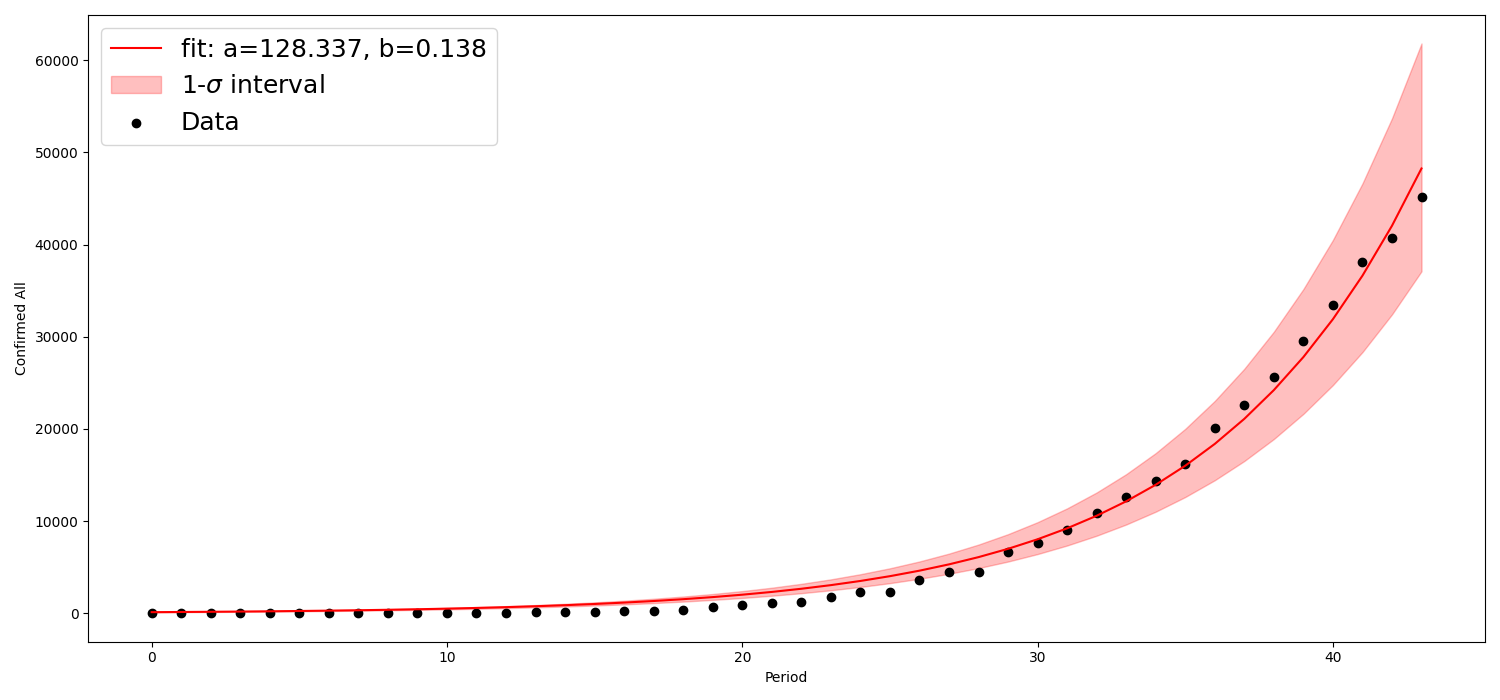 fit: a=128.337, b=0.138
1-σ interval
Data
60000
50000
40000
30000
20000
10000
0
Confirmed All
0 10 20 30 40
Period